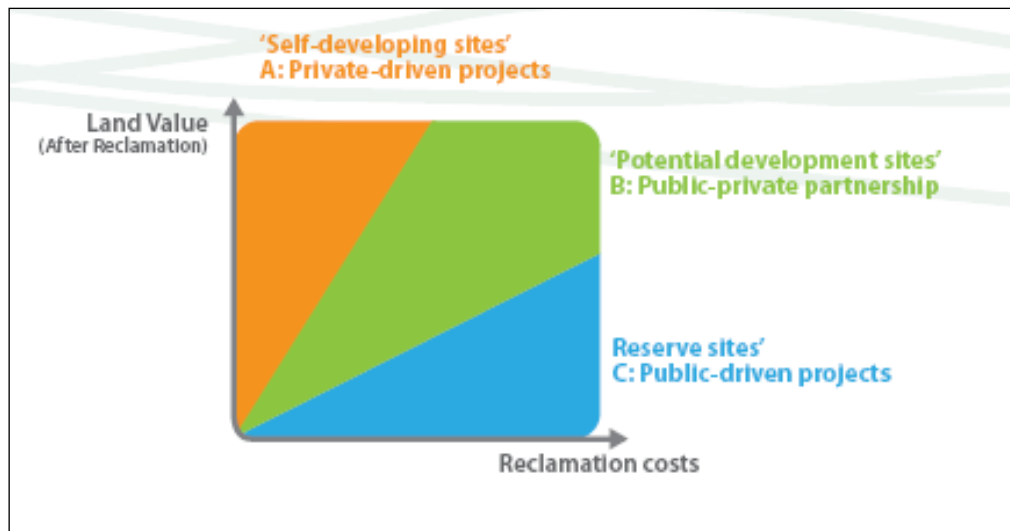 'Self-developing sites'
A: Private-driven projects
Land Value
(After Reclamation)
'Potential development sites'
B: Public-private partnership
Reserve sites'
C: Public-driven projects
Reclamation costs